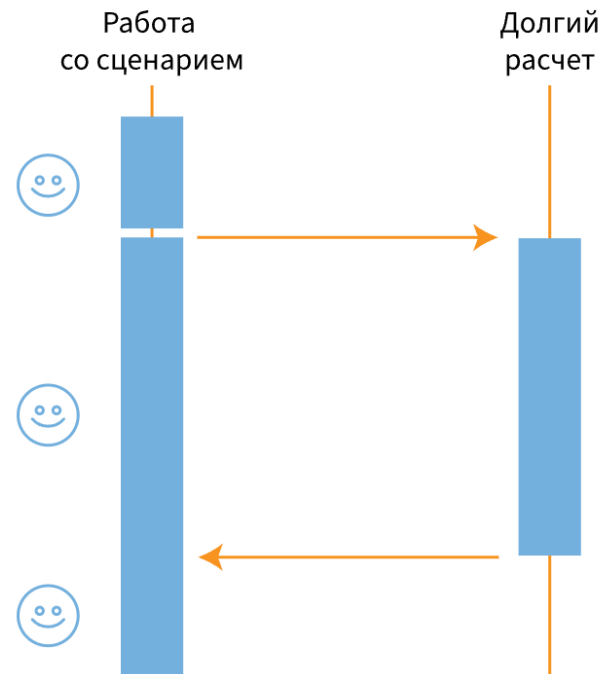 Работа
со сценарием
Долгий
расчет